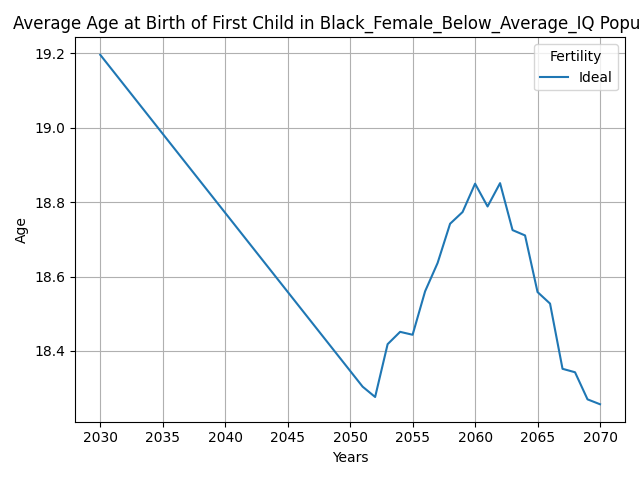 Average Age at Birth of First Child in Black_Female_Below_Average_IQ Popu
Fertility
Ideal
19.2
19.0
18.8
18.6
18.4
Age
2030 2035 2040 2045 2050 2055 2060 2065 2070
Years